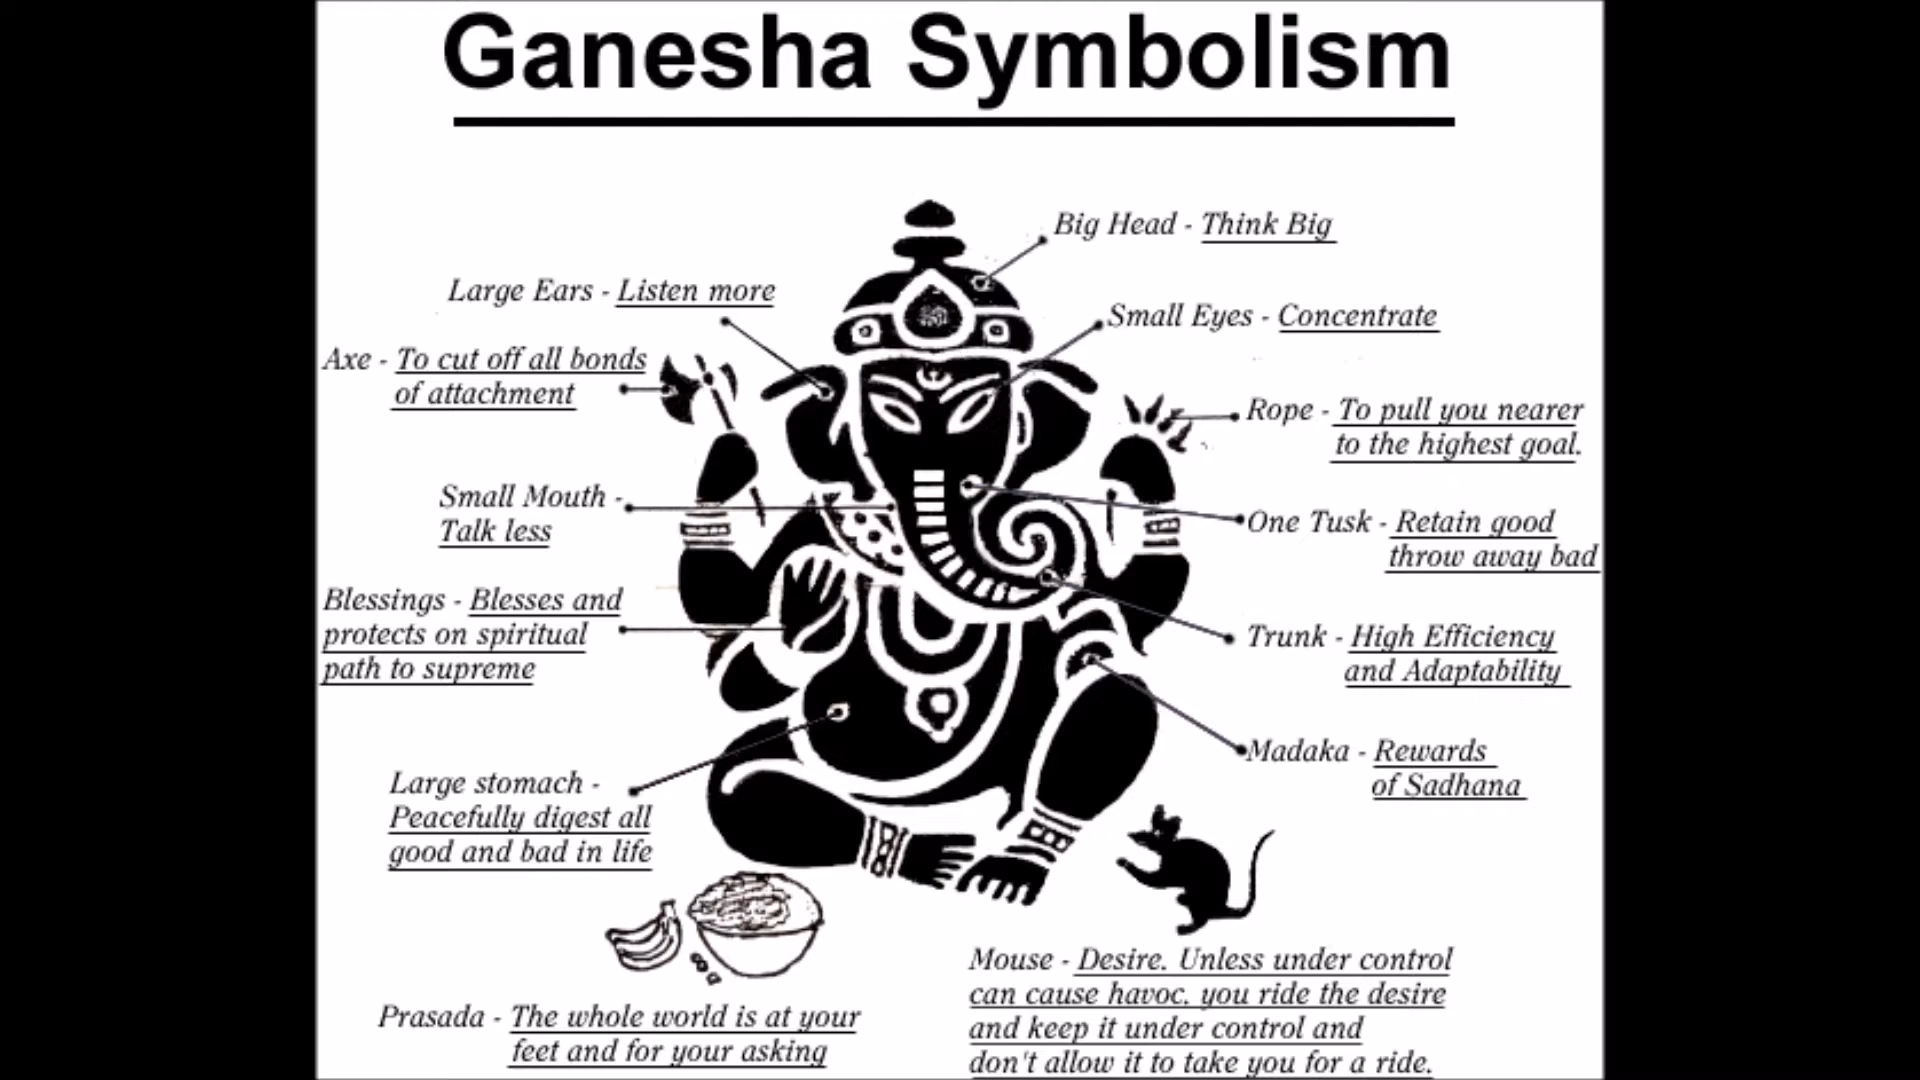 Ganesha Symbolism
Big Head - Think Big
Large Ears - Listen more
Small Eyes - Concentrate
Axe - To cut off all bonds
of attachment
Rope - To pull you nearer
to the highest goal.
Small Mouth -
Talk less
One Tusk - Retain good
throw away bad
Blessings - Blesses and
protects on spiritual
path to supreme
Trunk - High Efficiency
and Adaptability
Madaka - Rewards
of Sadhana
Large stomach -
Peacefully digest all
good and bad in life
Mouse - Desire. Unless under control
can cause havoc. you ride the desire
and keep it under control and
don't allow it to take you for a ride.
Prasada - The whole world is at your
feet and for your asking